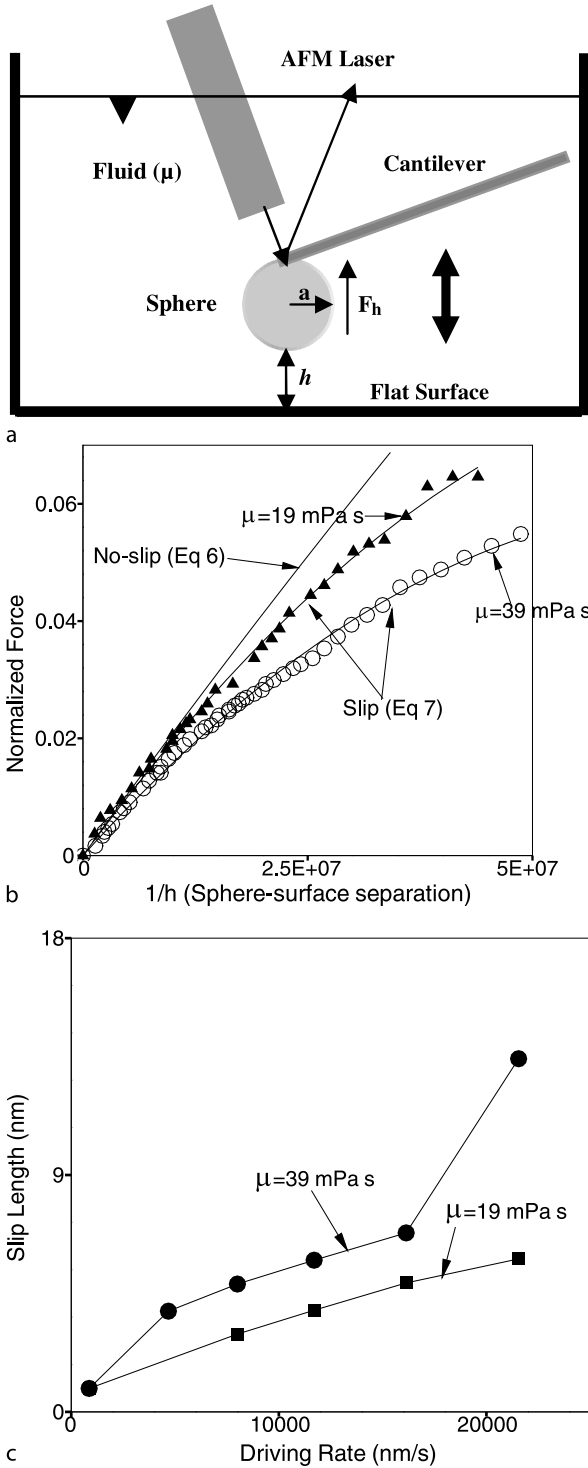 AFM Laser
Fluid (μ)
Cantilever
Sphere
a
F_h
h
Flat Surface
a
0.06
μ=19 mPa s
No-slip (Eq 6)
0.04
μ=39 mPa s
Normalized Force
Slip (Eq 7)
0.02
0
0 2.5E+07 5E+07
b
1/h (Sphere-surface separation)
18
Slip Length (nm)
9
μ=39 mPa s
μ=19 mPa s
0
0 10000 20000
c
Driving Rate (nm/s)